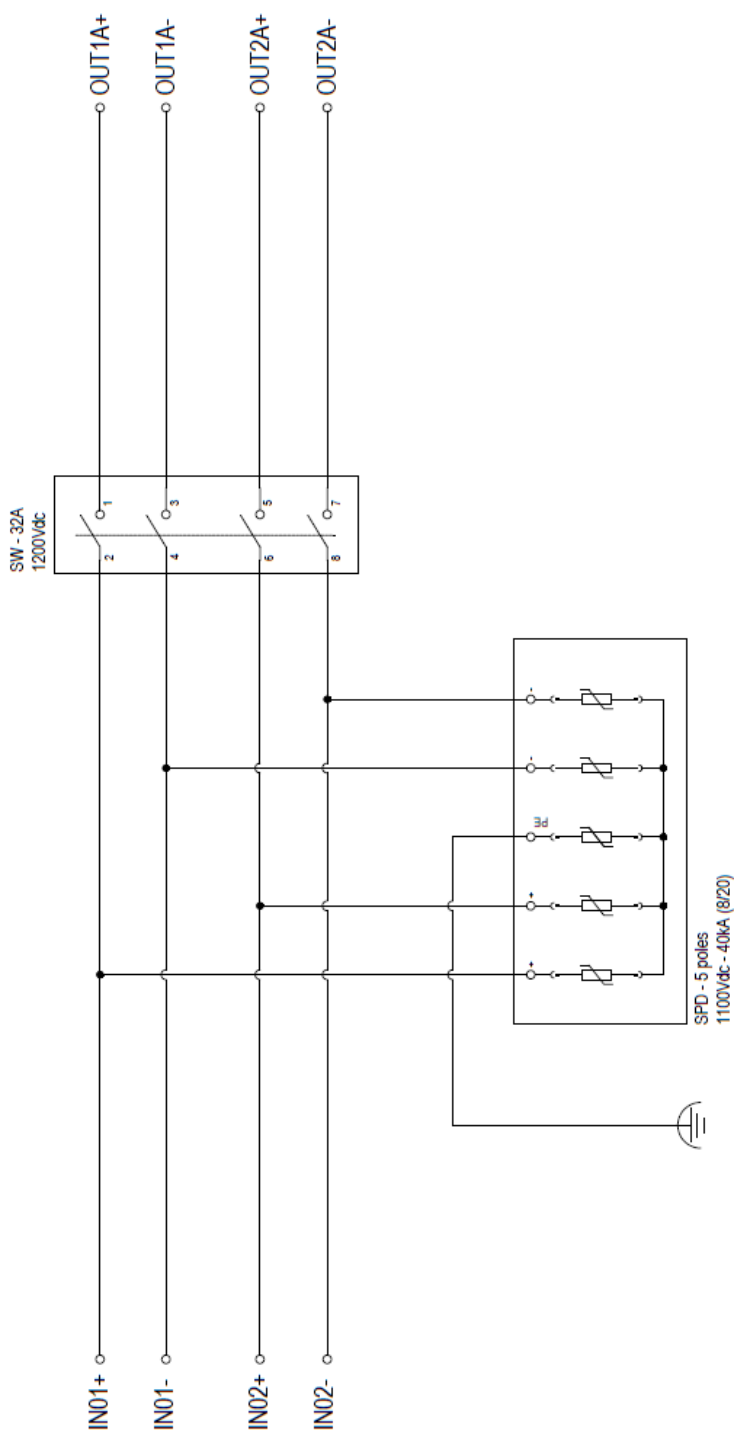 OUT1A+
OUT1A-
OUT2A+
OUT2A-
SW - 32A
1200Vdc
1
3
5
7
2
4
6
8
-
-
PE
+
+
SPD - 5 poles
1100Vdc - 40kA (8/20)
IN01+
IN01-
IN02+
IN02-